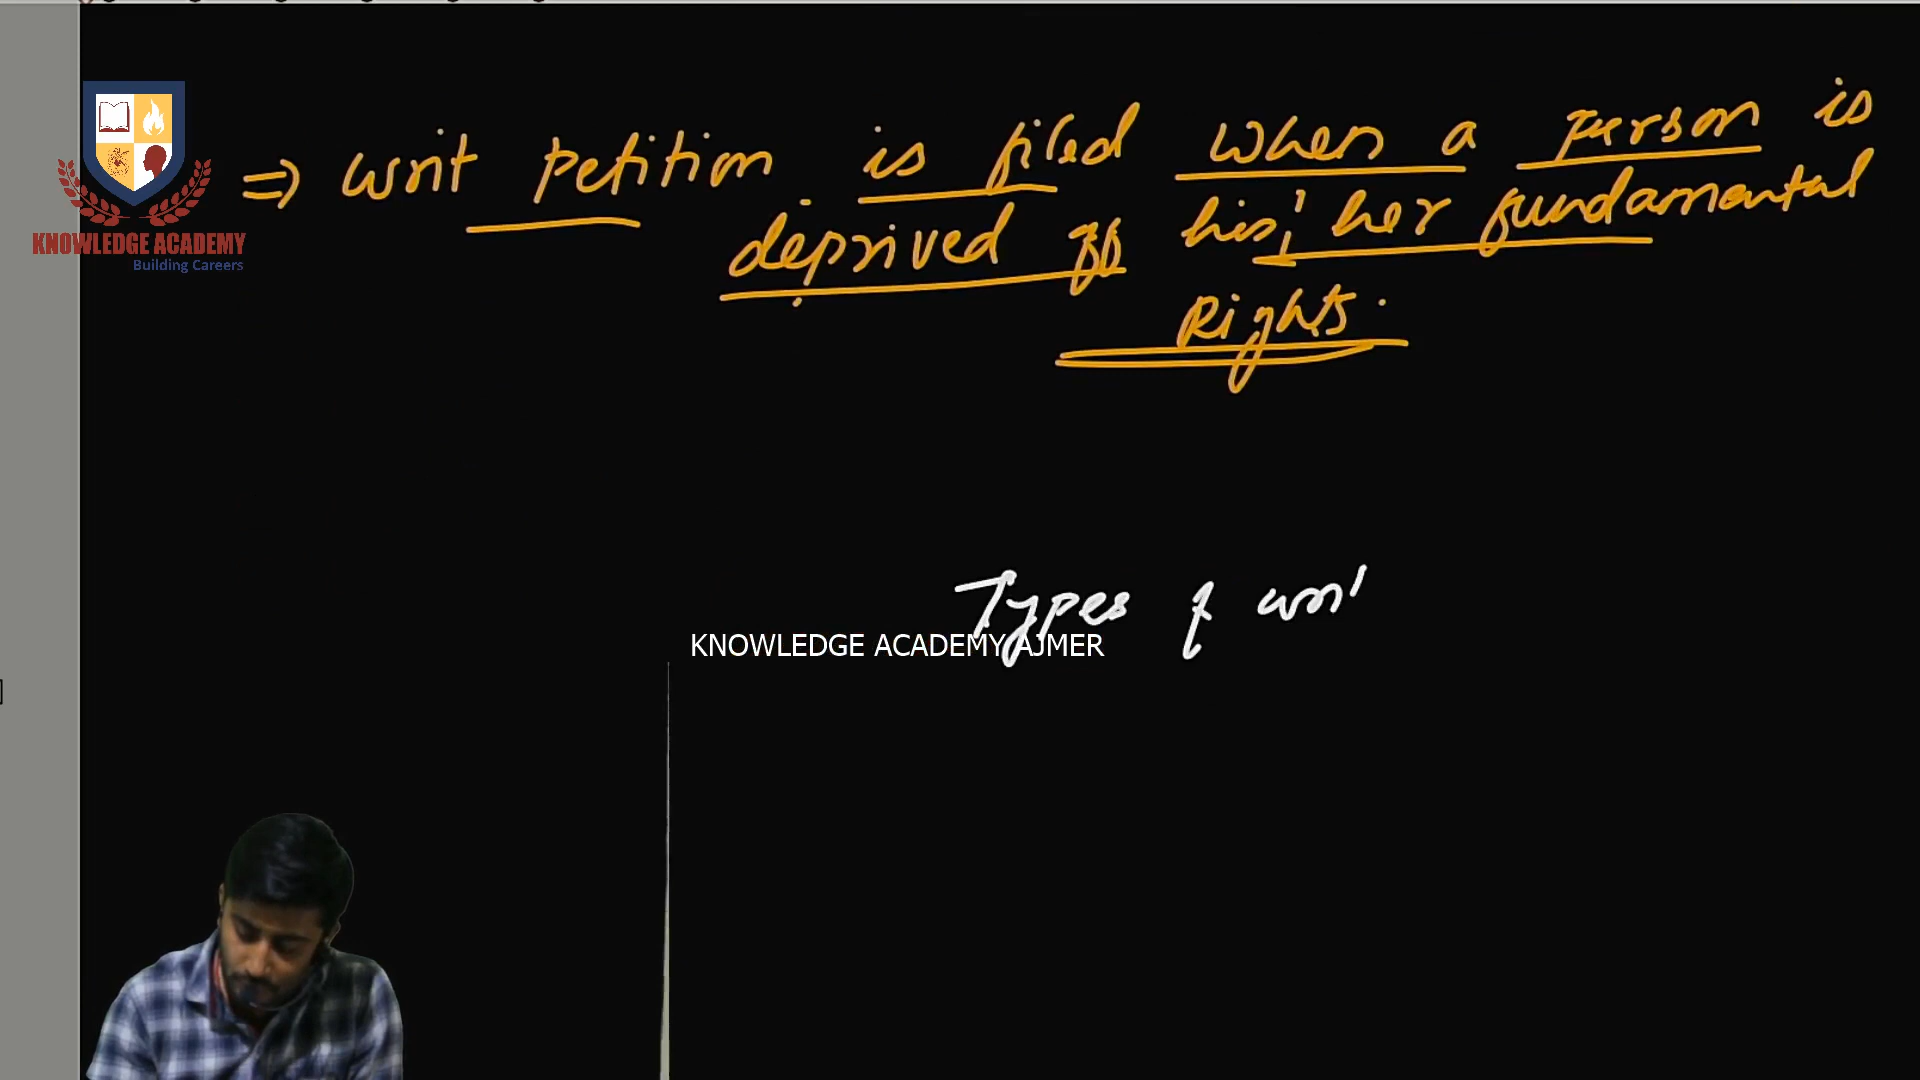 KNOWLEDGE ACADEMY
Building Careers
⇒ writ petition is filed when a person is
deprived of his/her fundamental
Rights.
Types of wri
KNOWLEDGE ACADEMY AJMER